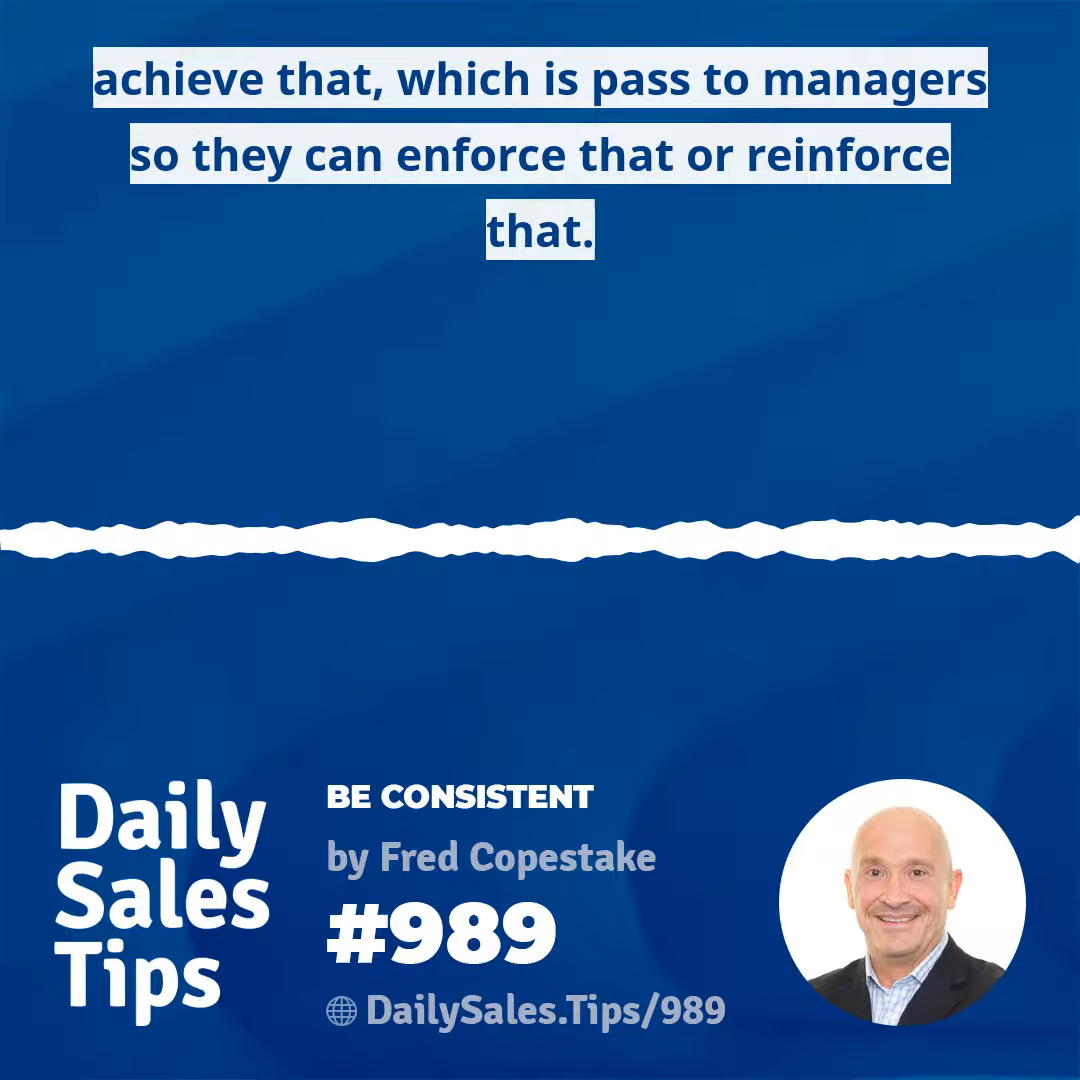 achieve that, which is pass to managers
so they can enforce that or reinforce
that.
Daily
Sales
Tips
BE CONSISTENT
by Fred Copestake
#989
DailySales.Tips/989